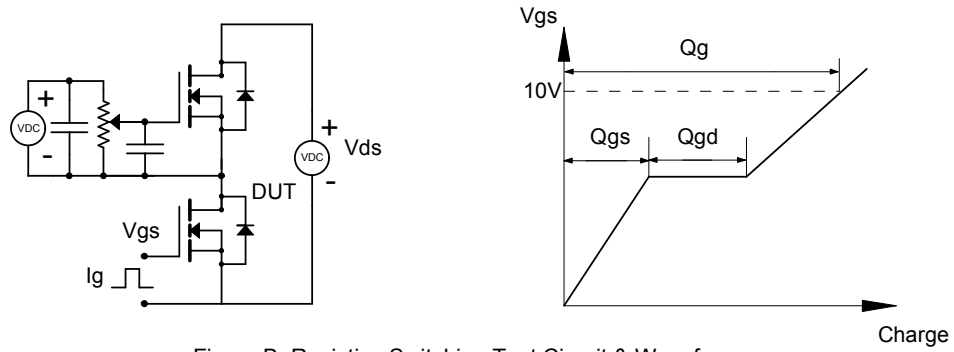 VDC
+
-
DUT
Vgs
Ig
VDC
+
-
Vds
Vgs
Qg
10V
Qgs
Qgd
Charge